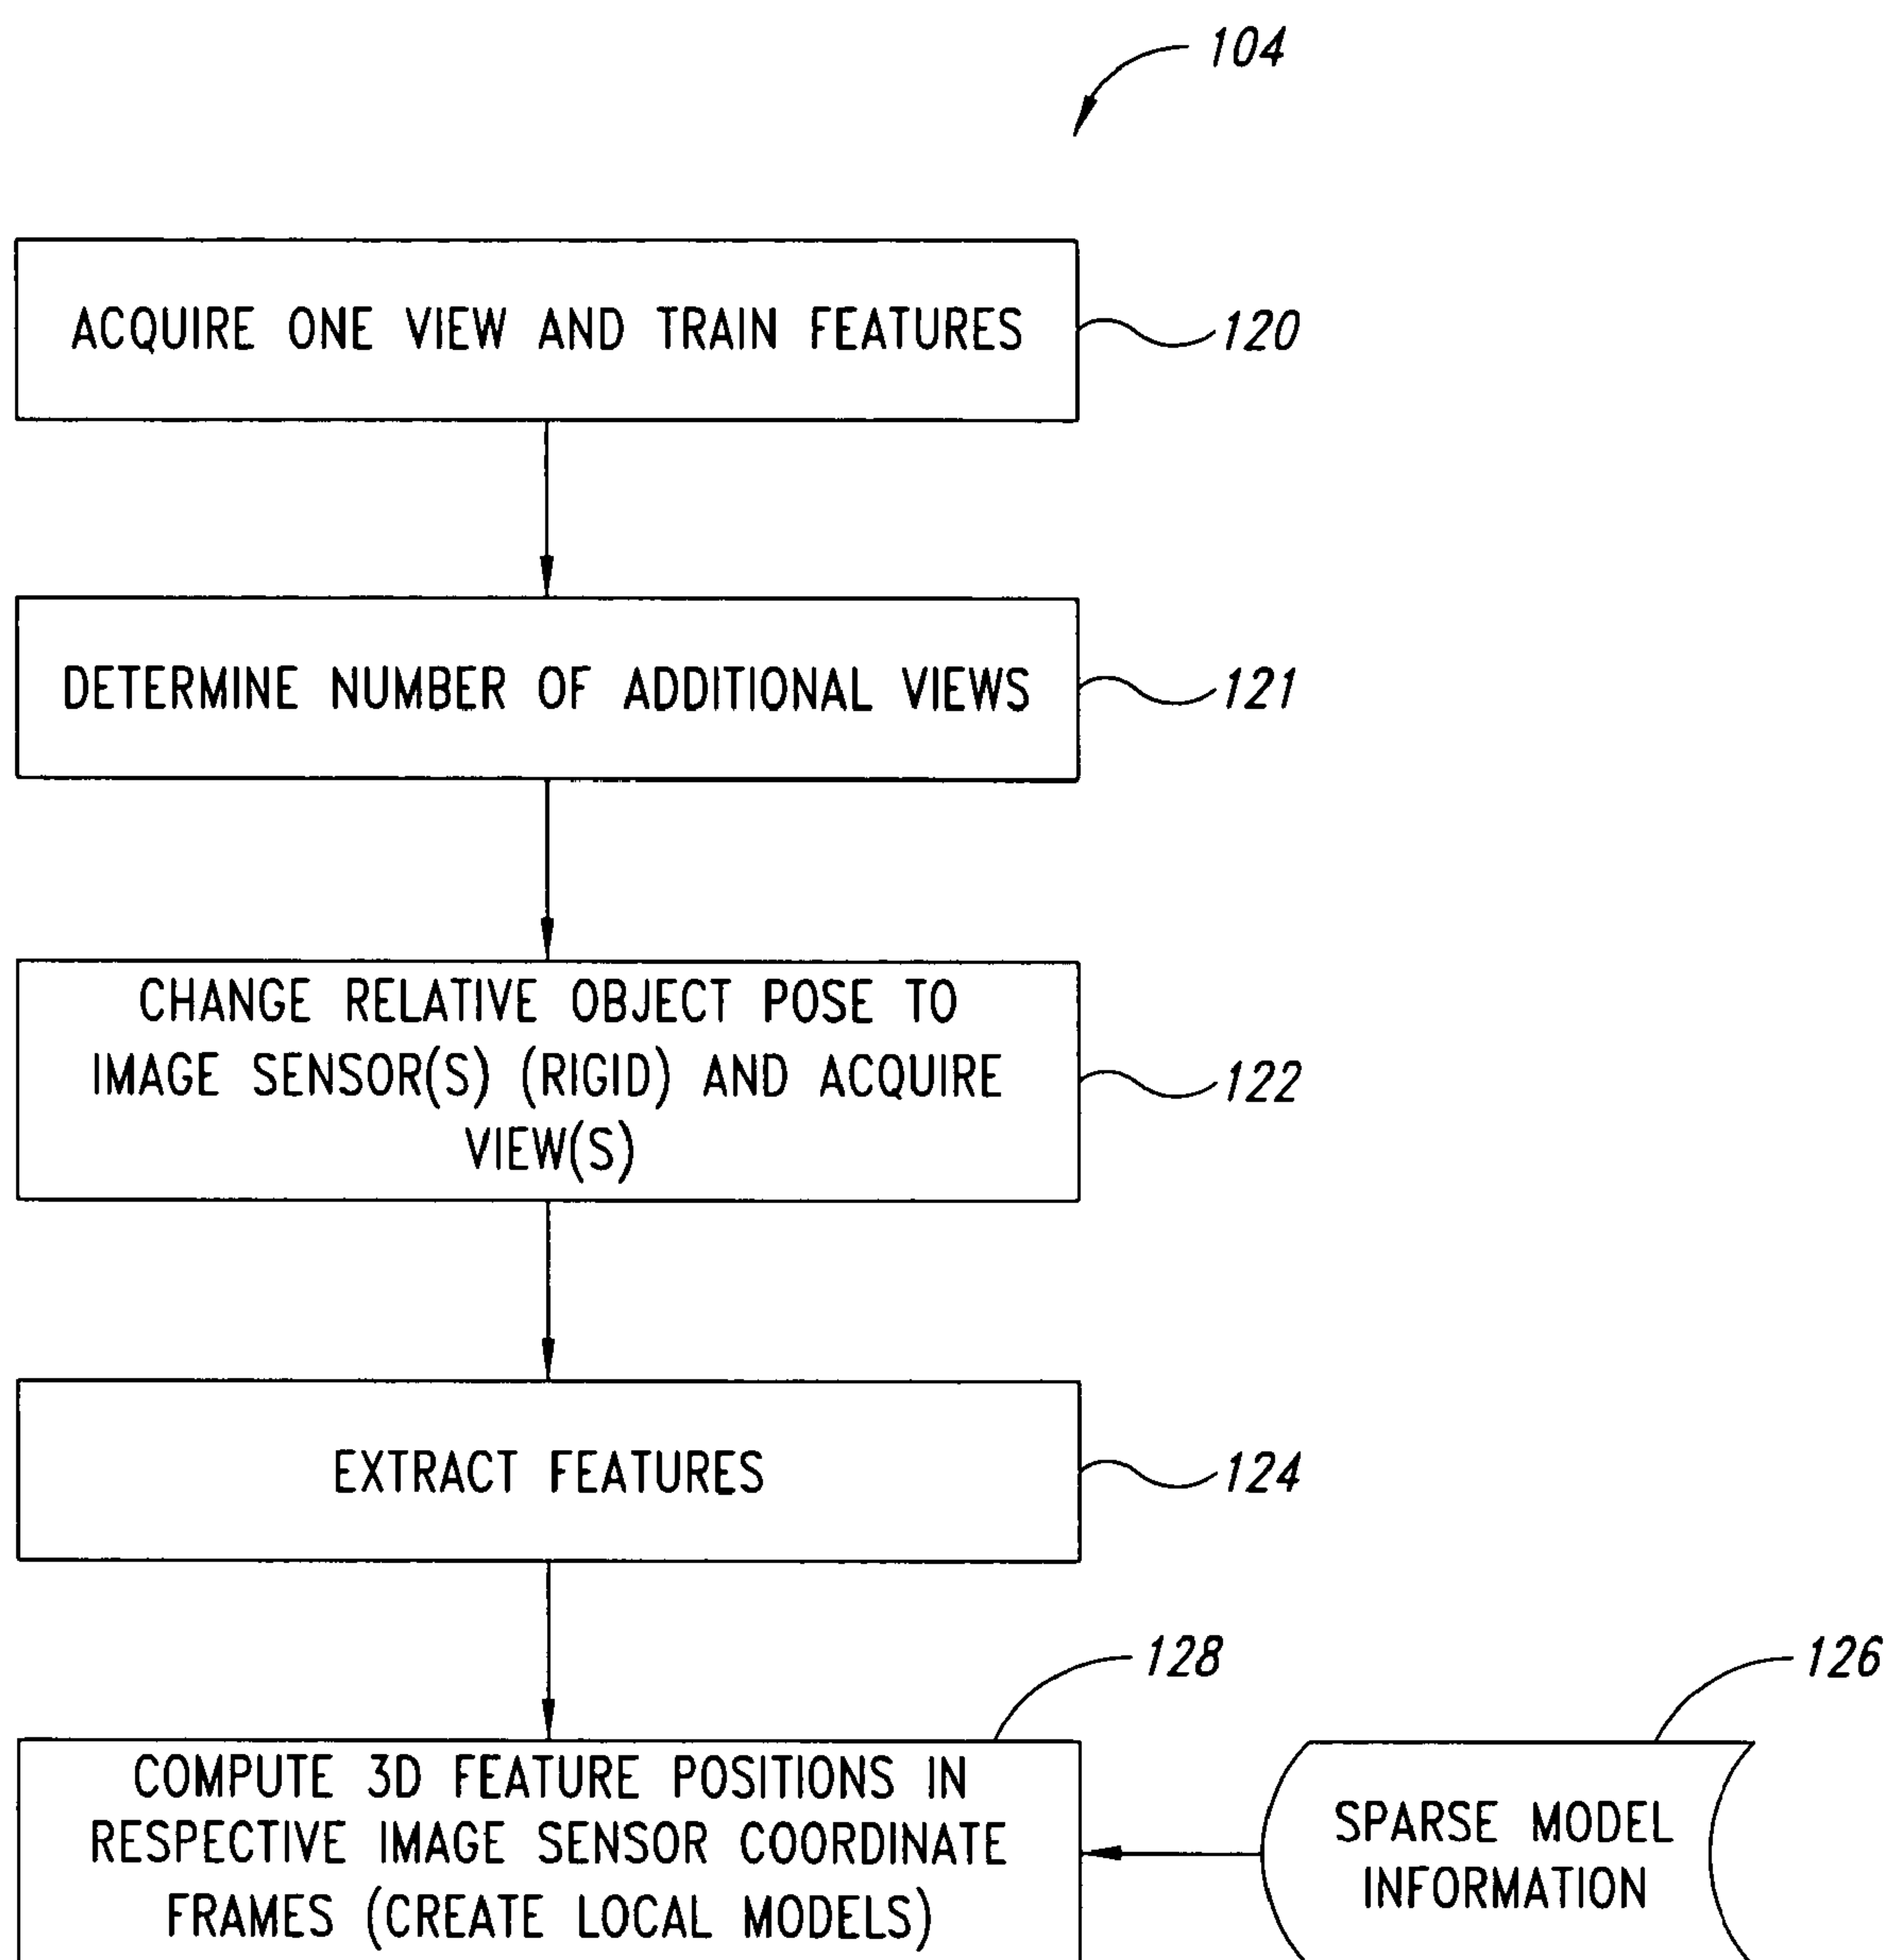 104
ACQUIRE ONE VIEW AND TRAIN FEATURES
120
DETERMINE NUMBER OF ADDITIONAL VIEWS
121
CHANGE RELATIVE OBJECT POSE TO
IMAGE SENSOR(S) (RIGID) AND ACQUIRE
VIEW(S)
122
EXTRACT FEATURES
124
128
126
COMPUTE 3D FEATURE POSITIONS IN
RESPECTIVE IMAGE SENSOR COORDINATE
FRAMES (CREATE LOCAL MODELS)
SPARSE MODEL
INFORMATION